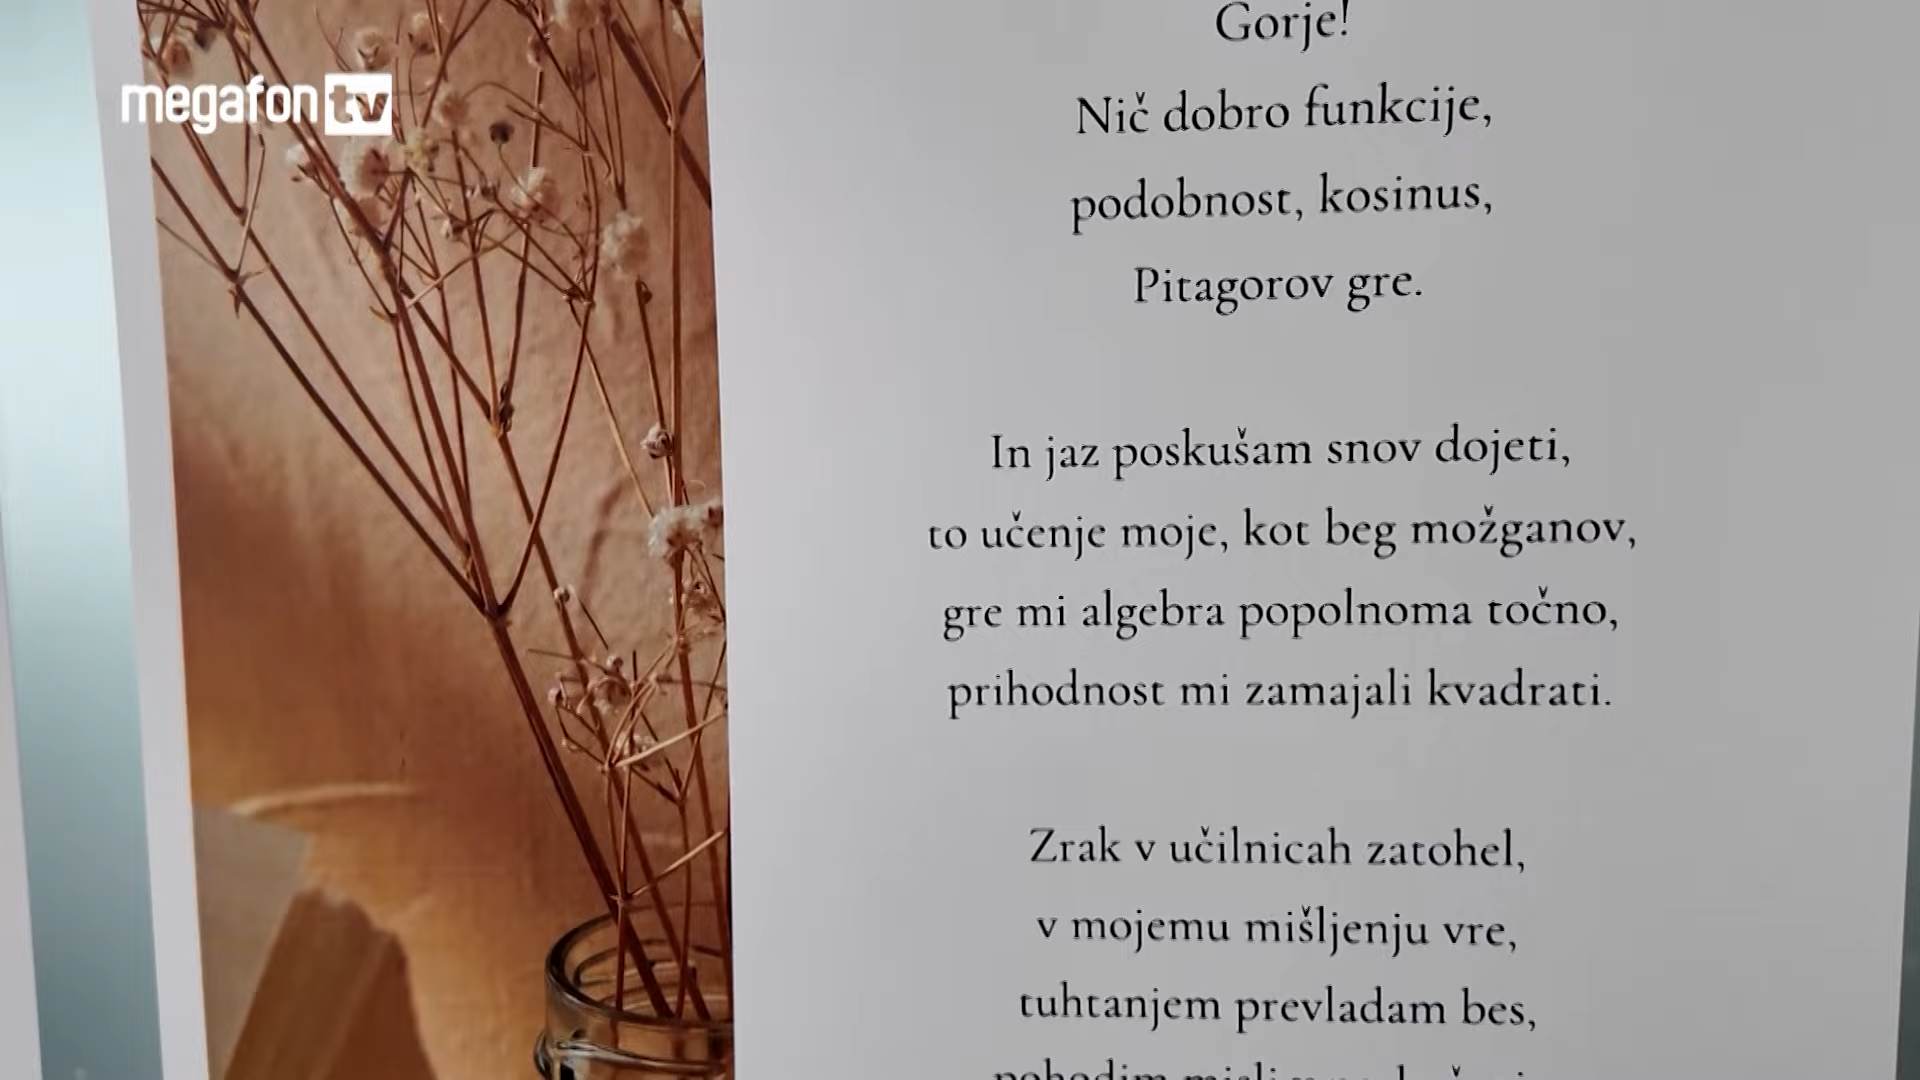 megafon tv
Gorje!
Nič dobro funkcije,
podobnost, kosinus,
Pitagorov gre.
In jaz poskušam snov dojeti,
to učenje moje, kot beg možganov,
gre mi algebra popolnoma točno,
prihodnost mi zamajali kvadrati.
Zrak v učilnicah zatohel,
v mojemu mišljenju vre,
tuhtanjem prevladam bes,